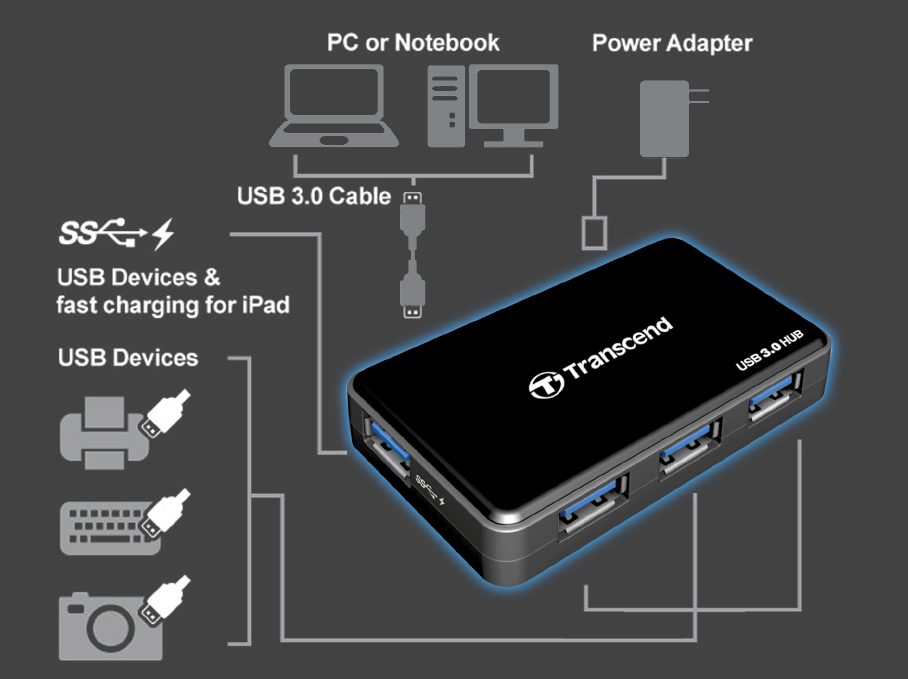 PC or Notebook
Power Adapter
USB 3.0 Cable
SS
USB Devices &
fast charging for iPad
USB Devices
Transcend
USB 3.0 HUB
SS